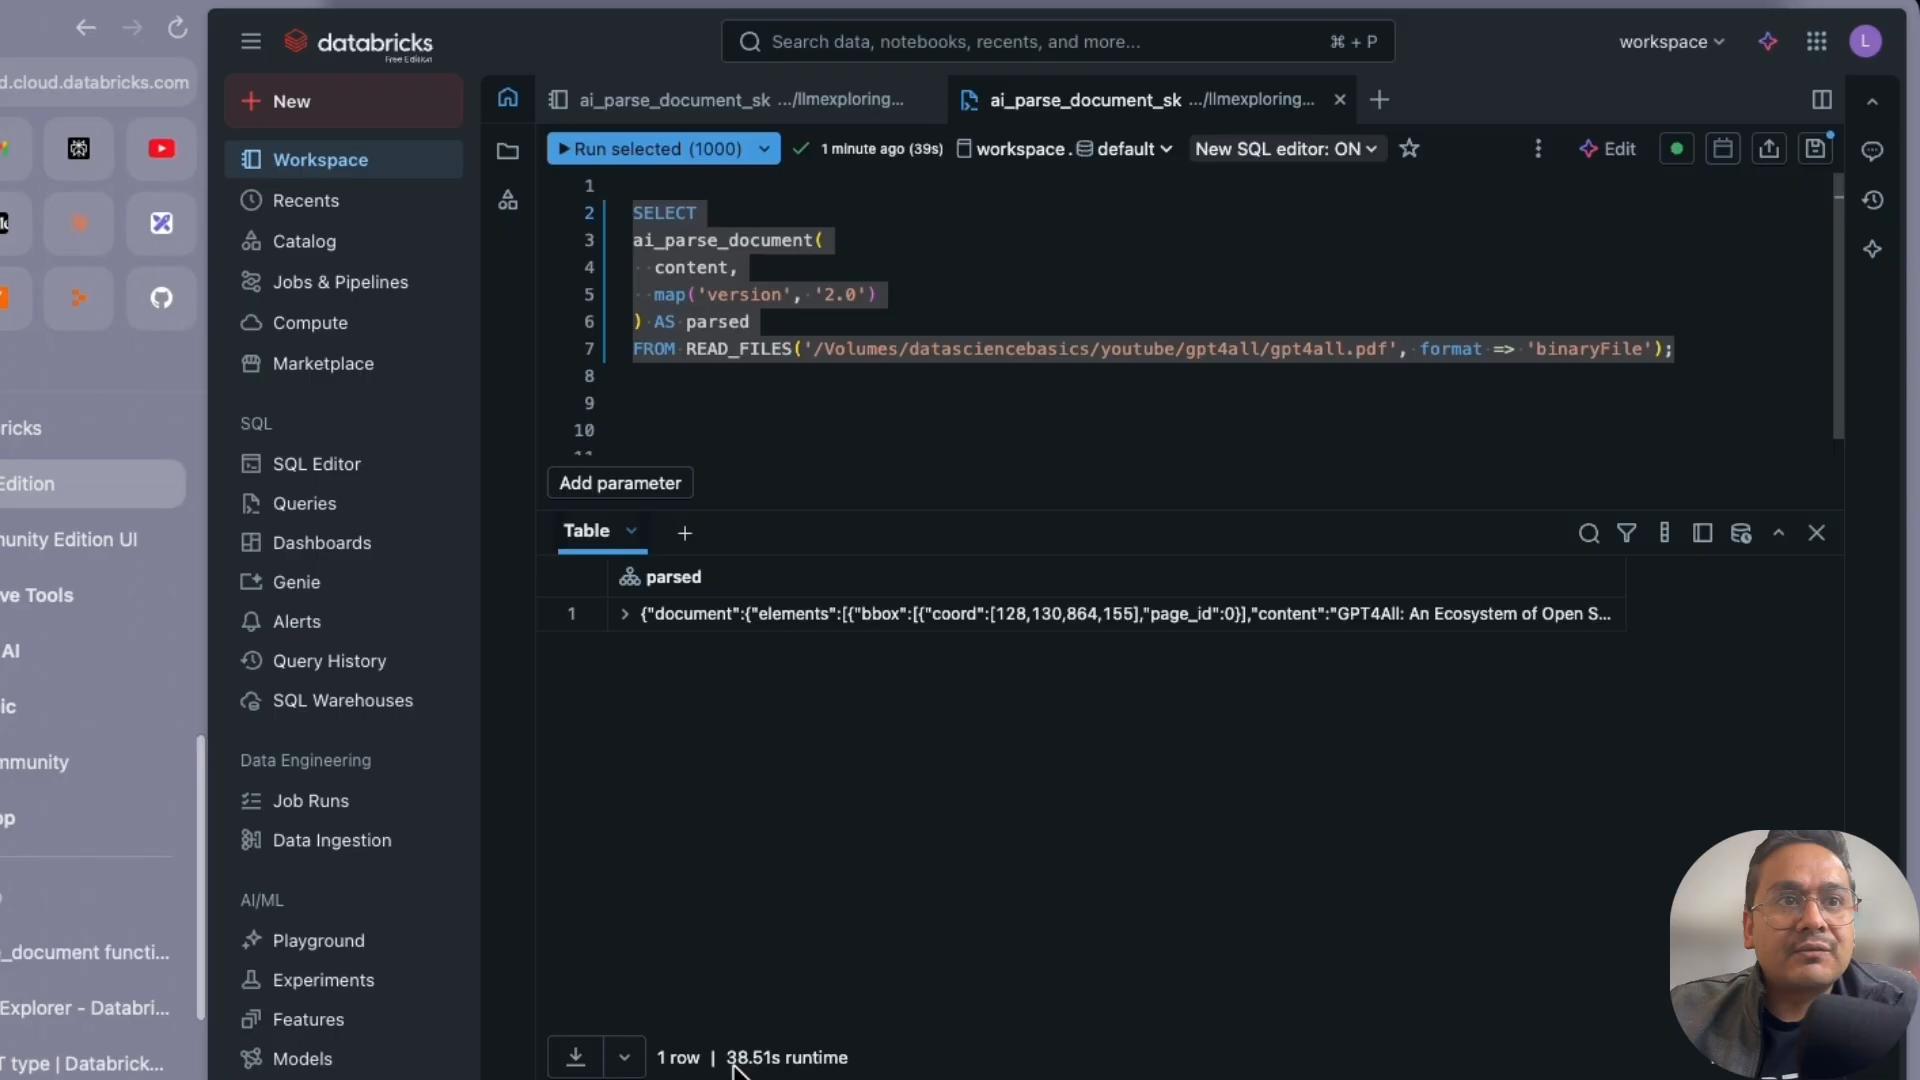 d.cloud.databricks.com
ricks
Edition
nunity Edition UI
ve Tools
AI
ic
mmunity
pp
_document functi...
Explorer - Databri...
T type | Databrick...
databricks
Free Edition
Search data, notebooks, recents, and more...
⌘ + P
workspace
L
New
Workspace
Recents
Catalog
Jobs & Pipelines
Compute
Marketplace
SQL
SQL Editor
Queries
Dashboards
Genie
Alerts
Query History
SQL Warehouses
Data Engineering
Job Runs
Data Ingestion
AI/ML
Playground
Experiments
Features
Models
ai_parse_document_sk .../llmexploring...
ai_parse_document_sk .../llmexploring...
Run selected (1000)
1 minute ago (39s)
workspace . default
New SQL editor: ON
Edit
1
2 SELECT
3 ai_parse_document(
4 content,
5 map('version', '2.0')
6 ) AS parsed
7 FROM READ_FILES('/Volumes/datasciencebasics/youtube/gpt4all/gpt4all.pdf', format => 'binaryFile');
8
9
10
11
Add parameter
Table
parsed
1 {"document":{"elements":[{"bbox":[{"coord":[128,130,864,155],"page_id":0}],"content":"GPT4All: An Ecosystem of Open S...
1 row | 38.51s runtime